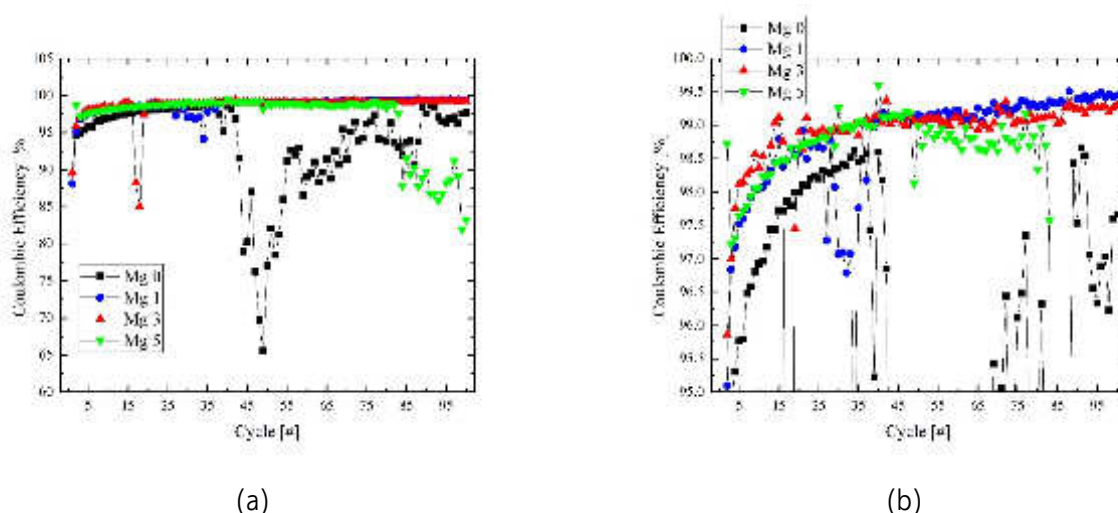 105
100
95
90
85
80
75
70
65
60
Coulombic Efficiency %
Mg 0
Mg 1
Mg 3
Mg 5
5 15 25 35 45 55 65 75 85 95
Cycle [#]
(a)
Mg 0
Mg 1
Mg 3
Mg 5
100.0
99.5
99.0
98.5
98.0
97.5
97.0
96.5
96.0
95.5
95.0
Coulombic Efficiency %
5 15 25 35 45 55 65 75 85 95
Cycle [#]
(b)